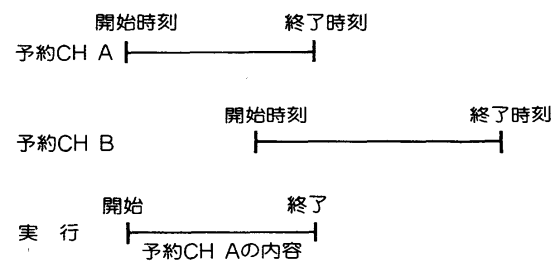 開始時刻 終了時刻
予約CH A
開始時刻 終了時刻
予約CH B
開始 終了
実 行
予約CH Aの内容